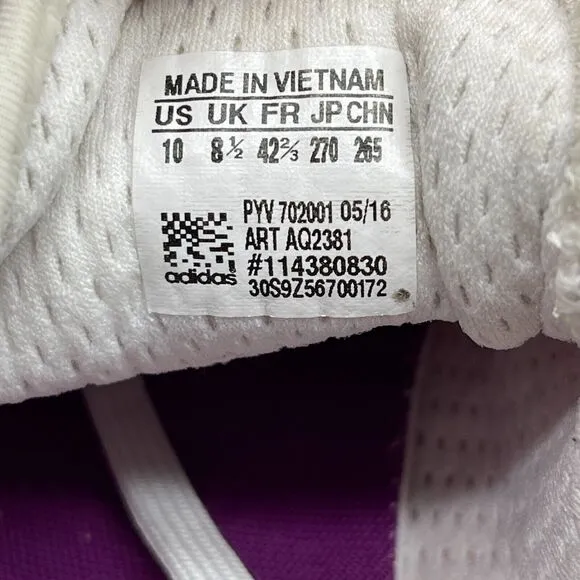 MADE IN VIETNAM
US UK FR JP CHN
10 8½ 42⅔ 270 265
PYV 702001 05/16
ART AQ2381
#114380830
adidas
30S9Z56700172